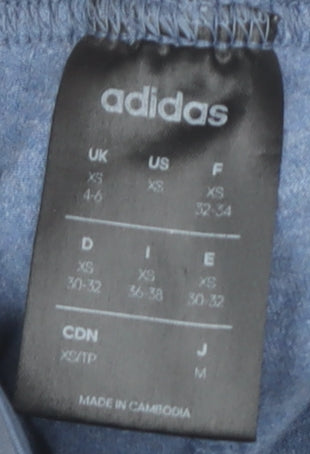 adidas
UK US F
XS XS XS
4-6 32-34
D I E
XS XS XS
30-32 36-38 30-32
CDN J
XS/TP M
MADE IN CAMBODIA